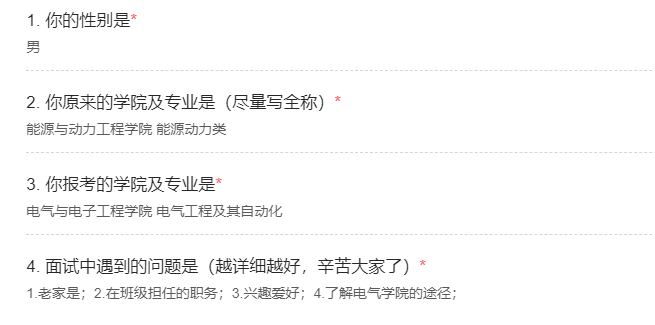 1. 你的性别是*
男
2. 你原来的学院及专业是（尽量写全称）*
能源与动力工程学院 能源动力类
3. 你报考的学院及专业是*
电气与电子工程学院 电气工程及其自动化
4. 面试中遇到的问题是（越详细越好，辛苦大家了）*
1.老家是；2.在班级担任的职务；3.兴趣爱好；4.了解电气学院的途径；